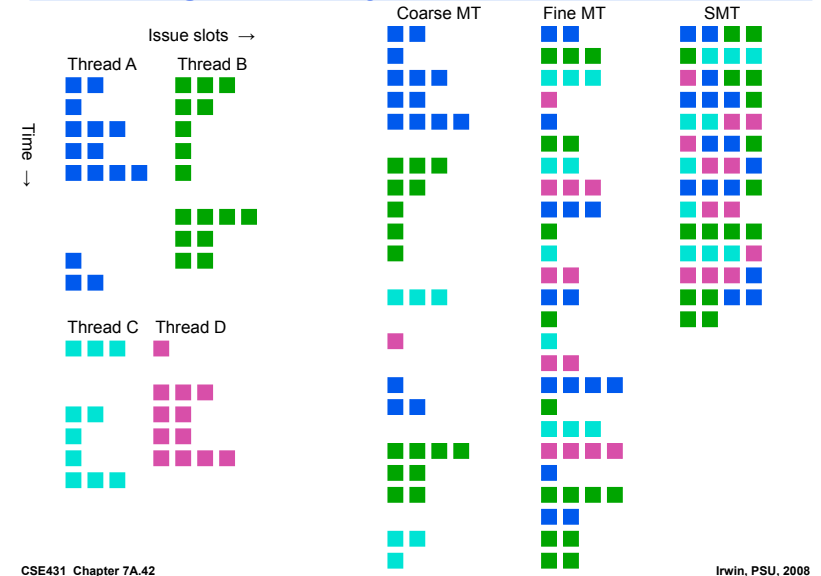 Coarse MT Fine MT SMT
Issue slots →
Thread A Thread B
Time →
Thread C Thread D
CSE431 Chapter 7A.42 Irwin, PSU, 2008